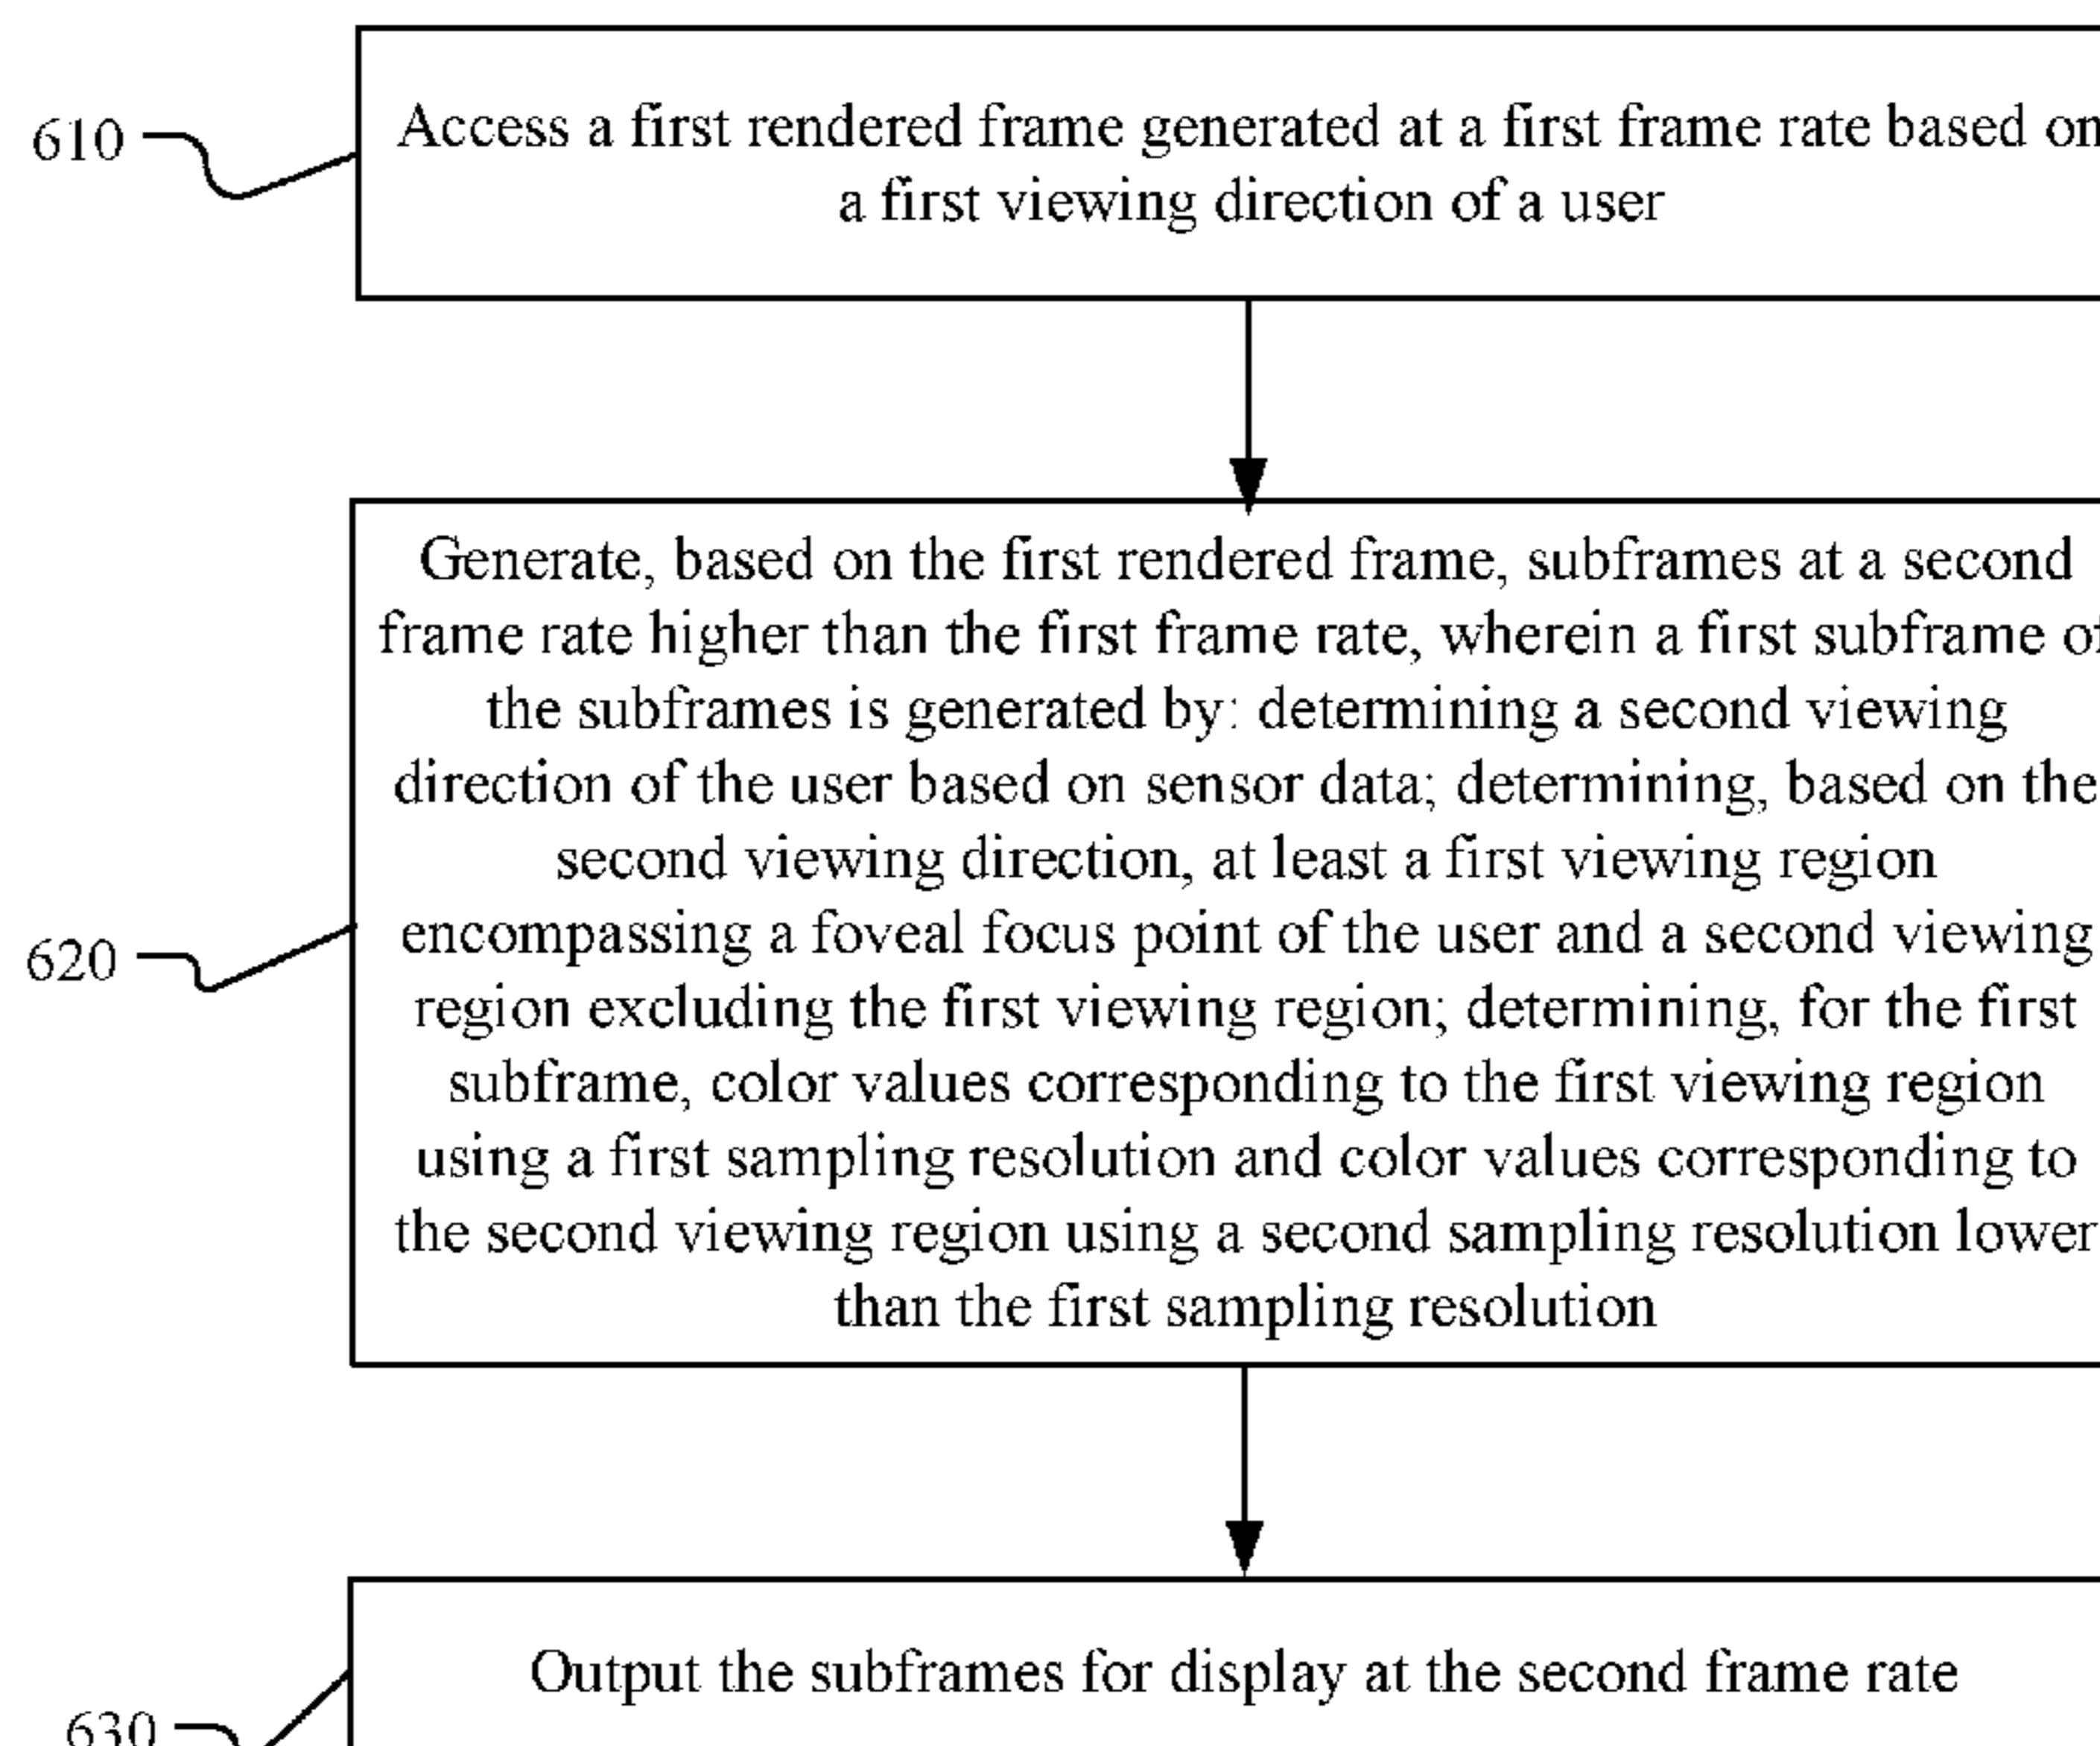 610
Access a first rendered frame generated at a first frame rate based on
a first viewing direction of a user
Generate, based on the first rendered frame, subframes at a second
frame rate higher than the first frame rate, wherein a first subframe of
the subframes is generated by: determining a second viewing
direction of the user based on sensor data; determining, based on the
second viewing direction, at least a first viewing region
620
encompassing a foveal focus point of the user and a second viewing
region excluding the first viewing region; determining, for the first
subframe, color values corresponding to the first viewing region
using a first sampling resolution and color values corresponding to
the second viewing region using a second sampling resolution lower
than the first sampling resolution
Output the subframes for display at the second frame rate
630